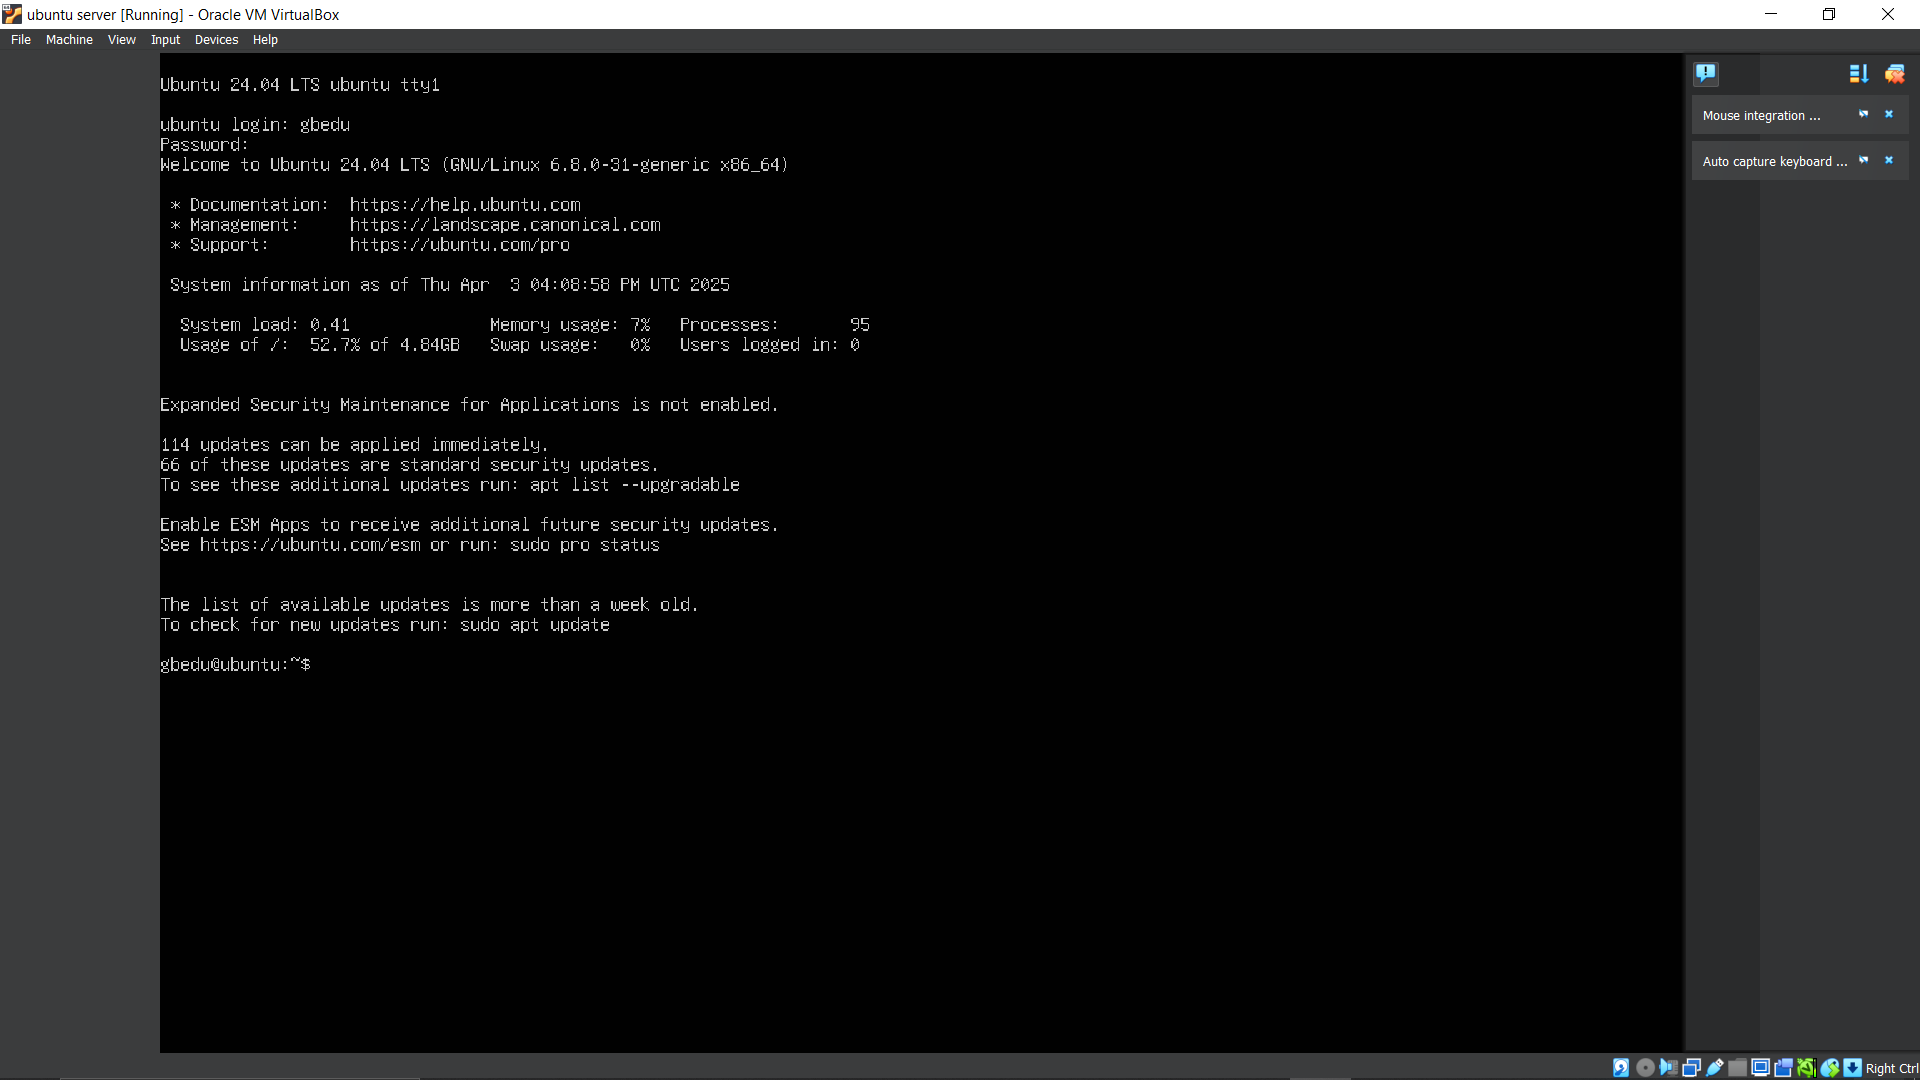 ubuntu server [Running] - Oracle VM VirtualBox
File Machine View Input Devices Help
Ubuntu 24.04 LTS ubuntu tty1
ubuntu login: gbedu
Password:
Welcome to Ubuntu 24.04 LTS (GNU/Linux 6.8.0-31-generic x86_64)
* Documentation: https://help.ubuntu.com
* Management: https://landscape.canonical.com
* Support: https://ubuntu.com/pro
System information as of Thu Apr 3 04:08:58 PM UTC 2025
System load: 0.41 Memory usage: 7% Processes: 95
Usage of /: 52.7% of 4.84GB Swap usage: 0% Users logged in: 0
Expanded Security Maintenance for Applications is not enabled.
114 updates can be applied immediately.
66 of these updates are standard security updates.
To see these additional updates run: apt list --upgradable
Enable ESM Apps to receive additional future security updates.
See https://ubuntu.com/esm or run: sudo pro status
The list of available updates is more than a week old.
To check for new updates run: sudo apt update
gbedu@ubuntu:~$
Mouse integration ...
Auto capture keyboard ...
Right Ctrl